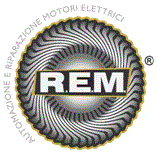 AUTOMAZIONE E RIPARAZIONE MOTORI ELETTRICI
R.E.M
®